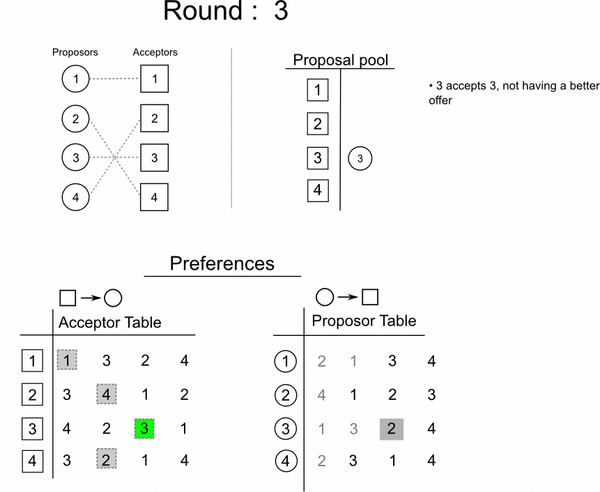 Round : 3
Proposors Acceptors
1 1
2 2
3 3
4 4
Proposal pool
1
2
3 3
4
• 3 accepts 3, not having a better
offer
Preferences
Acceptor Table
1 1 3 2 4
2 3 4 1 2
3 4 2 3 1
4 3 2 1 4
Proposor Table
1 2 1 3 4
2 4 1 2 3
3 1 3 2 4
4 2 3 1 4